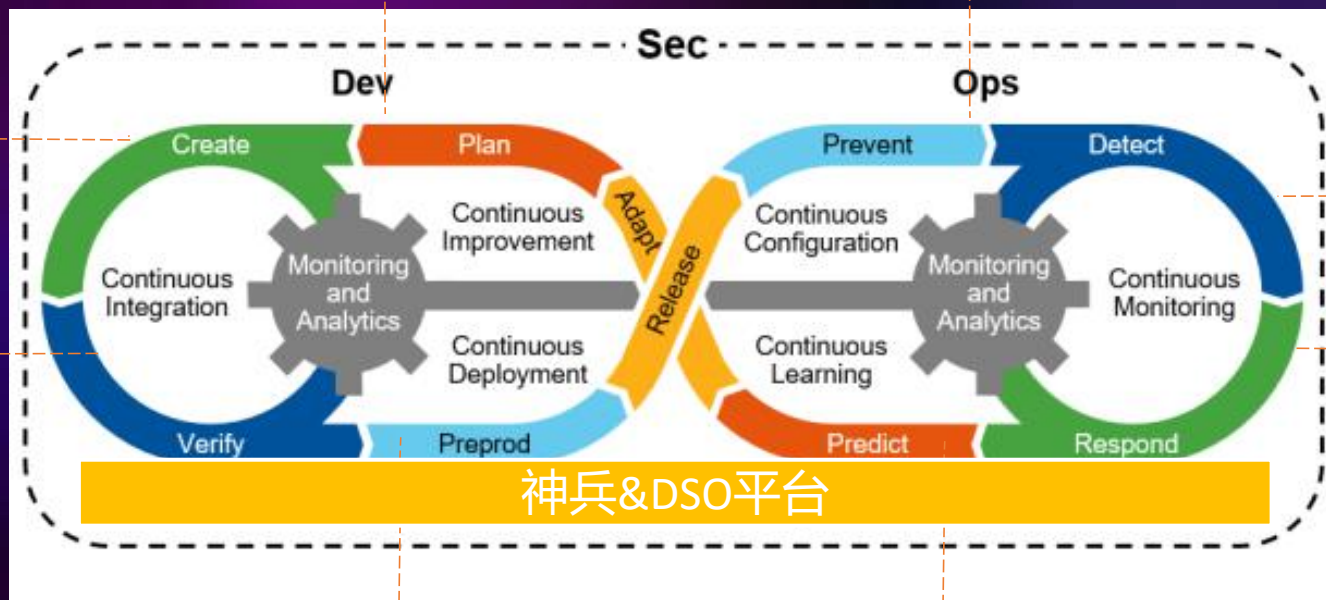 Sec
Dev
Ops
Create
Plan
Adapt
Release
Prevent
Detect
Continuous
Improvement
Continuous
Configuration
Continuous
Integration
Monitoring
and
Analytics
Monitoring
and
Analytics
Continuous
Monitoring
Continuous
Deployment
Continuous
Learning
Verify
Preprod
Predict
Respond
神兵&DSO平台